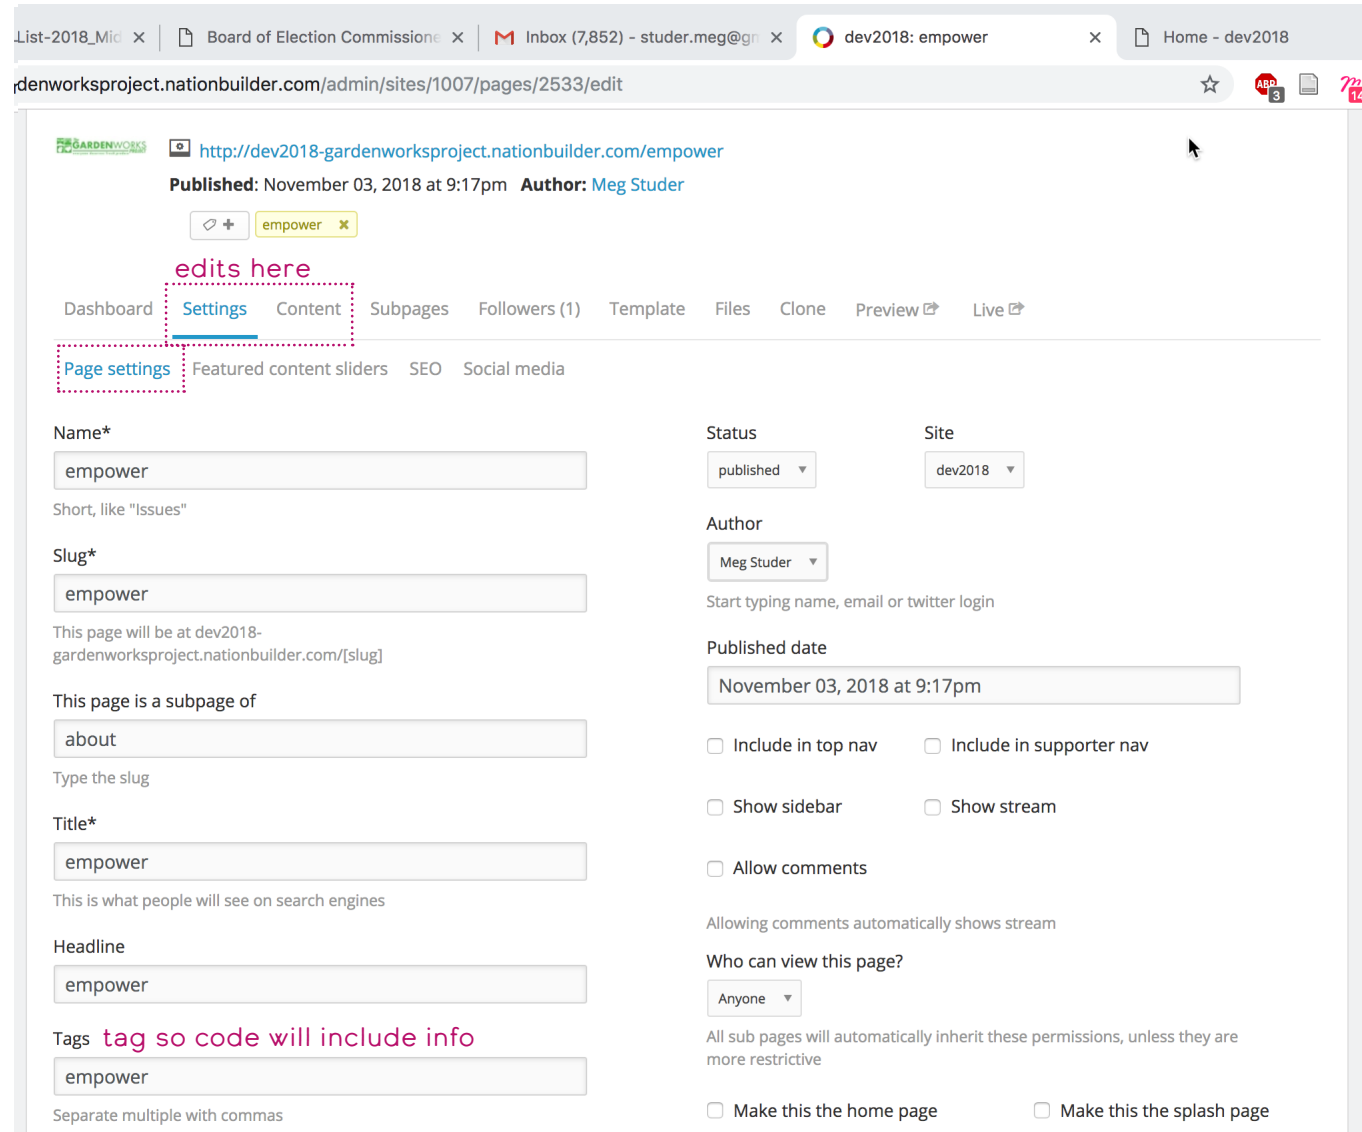 List-2018_Mid
Board of Election Commissione
Inbox (7,852) - studer.meg@gm
dev2018: empower
Home - dev2018
denworksproject.nationbuilder.com/admin/sites/1007/pages/2533/edit
ABP
3
14
GARDENWORKS
http://dev2018-gardenworksproject.nationbuilder.com/empower
Published: November 03, 2018 at 9:17pm Author: Meg Studer
empower
edits here
Dashboard Settings Content Subpages Followers (1) Template Files Clone Preview Live
Page settings Featured content sliders SEO Social media
Name*
empower
Short, like "Issues"
Slug*
empower
This page will be at dev2018-
gardenworksproject.nationbuilder.com/[slug]
This page is a subpage of
about
Type the slug
Title*
empower
This is what people will see on search engines
Headline
empower
Tags tag so code will include info
empower
Separate multiple with commas
Status Site
published dev2018
Author
Meg Studer
Start typing name, email or twitter login
Published date
November 03, 2018 at 9:17pm
Include in top nav Include in supporter nav
Show sidebar Show stream
Allow comments
Allowing comments automatically shows stream
Who can view this page?
Anyone
All sub pages will automatically inherit these permissions, unless they are
more restrictive
Make this the home page Make this the splash page